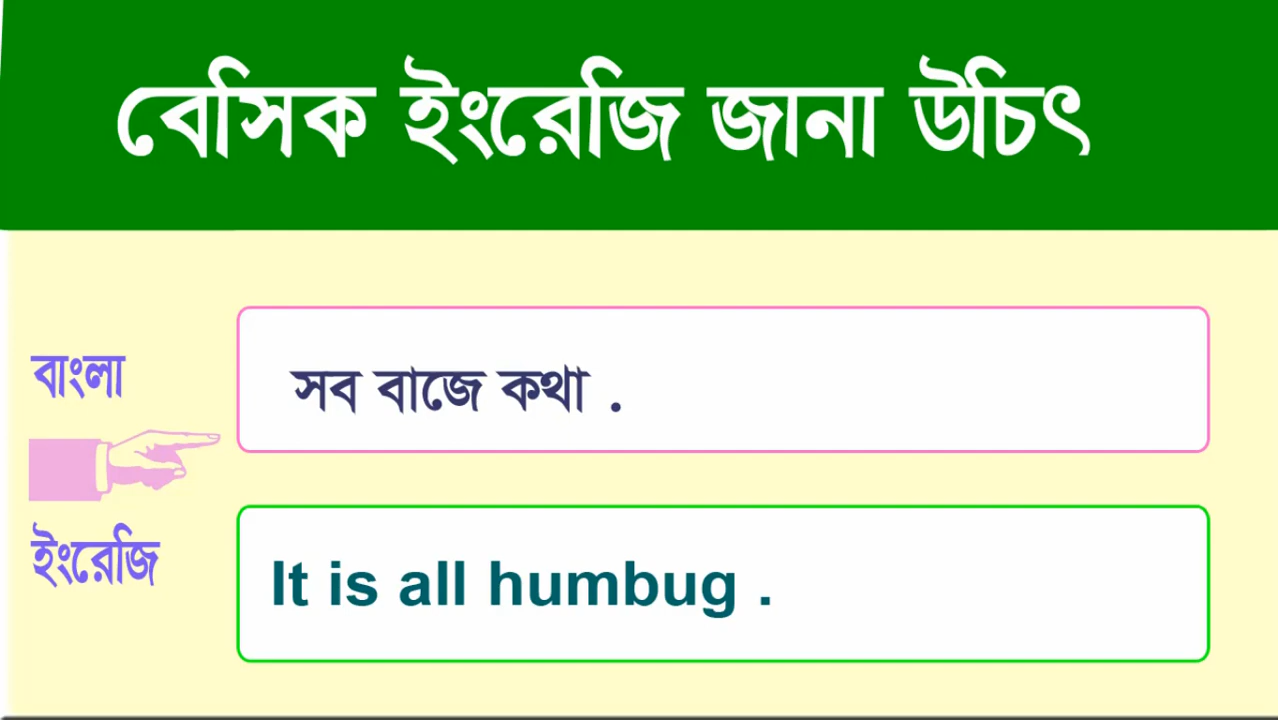 বেসিক ইংরেজি জানা উচিৎ
বাংলা
সব বাজে কথা .
ইংরেজি
It is all humbug .